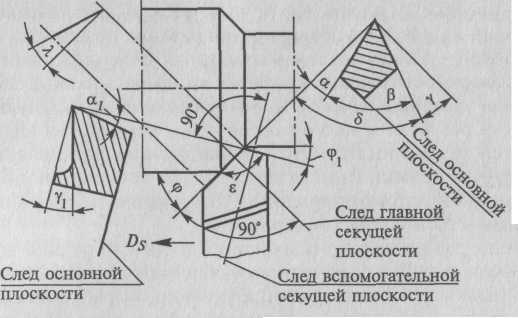 λ
α₁
90°
α
β
γ
δ
След основной
плоскости
γ₁
φ
ε
φ₁
90°
Dₛ
След главной
секущей
плоскости
След основной
плоскости
След вспомогательной
секущей плоскости